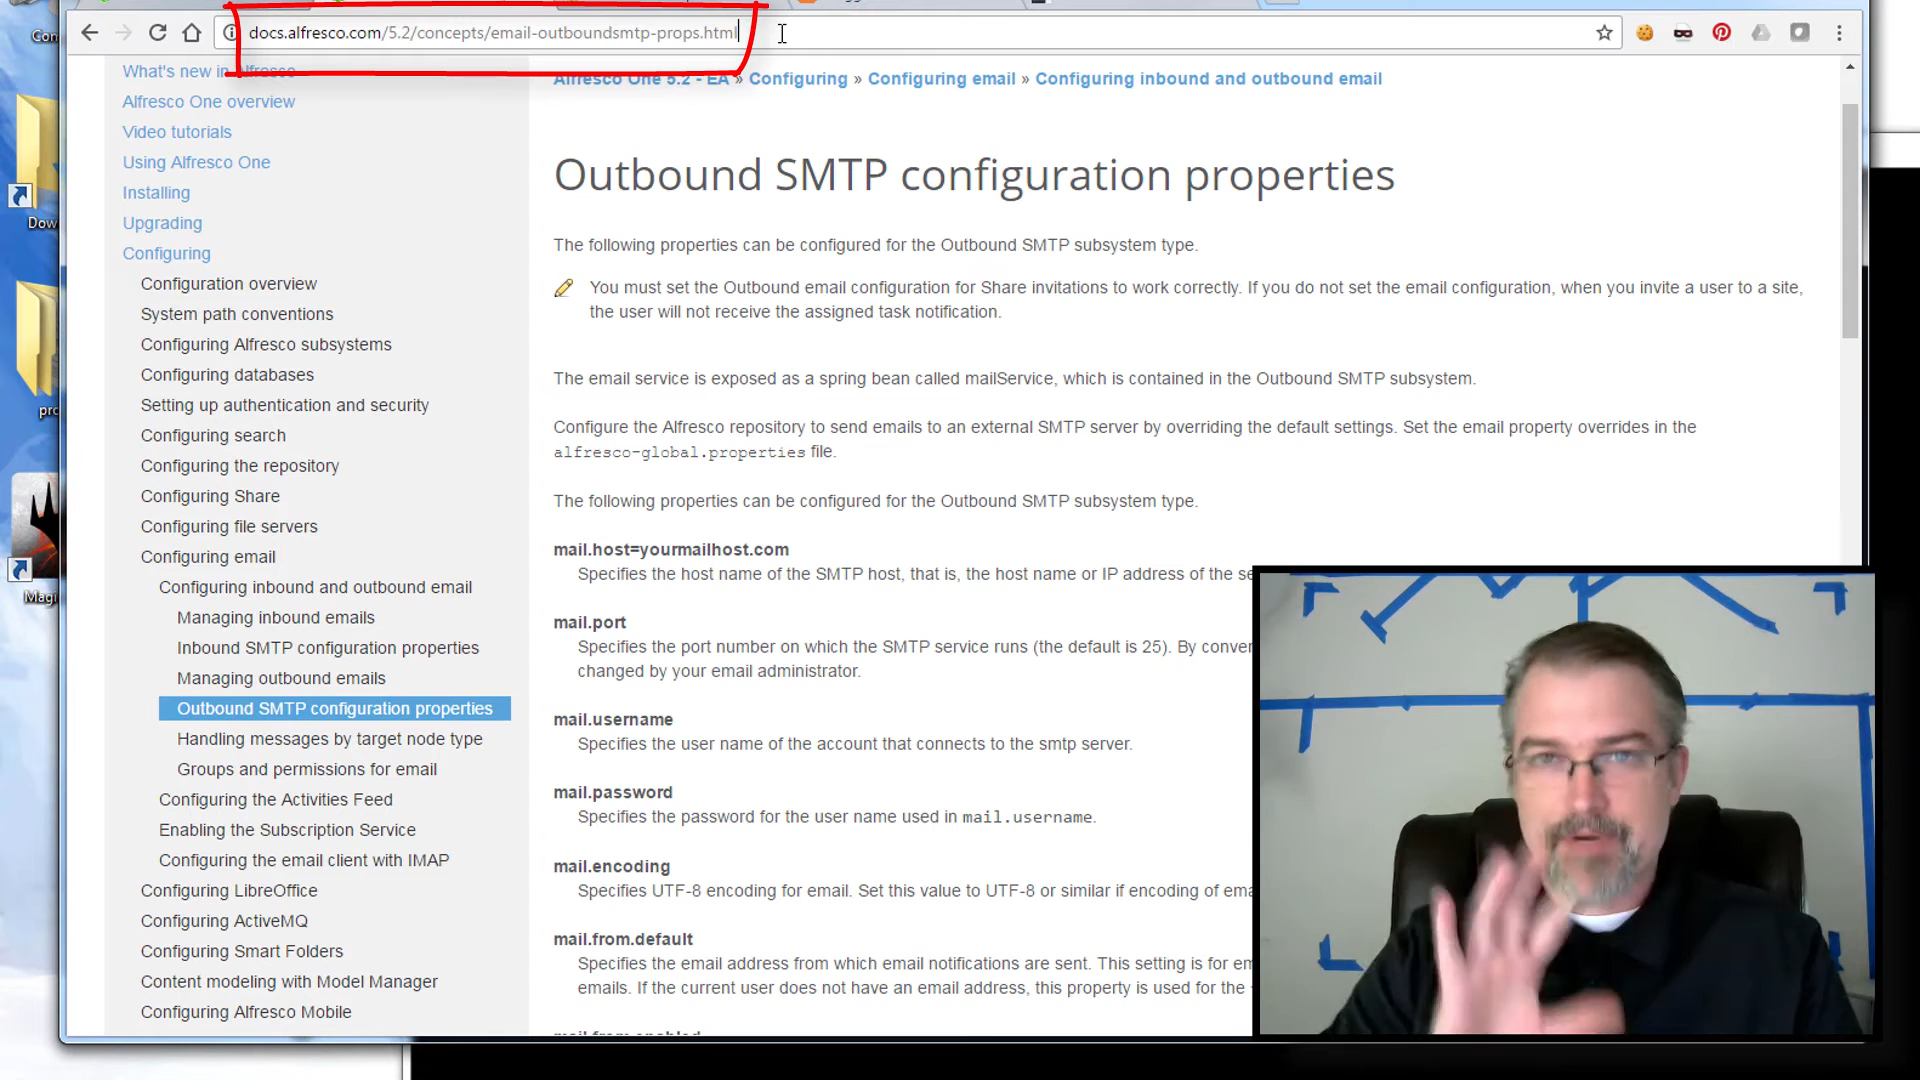 Con
docs.alfresco.com/5.2/concepts/email-outboundsmtp-props.html
What's new in Alfresco
Alfresco One overview
Video tutorials
Using Alfresco One
Installing
Upgrading
Configuring
Configuration overview
System path conventions
Configuring Alfresco subsystems
Configuring databases
Setting up authentication and security
Configuring search
Configuring the repository
Configuring Share
Configuring file servers
Configuring email
Configuring inbound and outbound email
Managing inbound emails
Inbound SMTP configuration properties
Managing outbound emails
Outbound SMTP configuration properties
Handling messages by target node type
Groups and permissions for email
Configuring the Activities Feed
Enabling the Subscription Service
Configuring the email client with IMAP
Configuring LibreOffice
Configuring ActiveMQ
Configuring Smart Folders
Content modeling with Model Manager
Configuring Alfresco Mobile
Dow
pro
Magi
Alfresco One 5.2 - EA » Configuring » Configuring email » Configuring inbound and outbound email
Outbound SMTP configuration properties
The following properties can be configured for the Outbound SMTP subsystem type.
You must set the Outbound email configuration for Share invitations to work correctly. If you do not set the email configuration, when you invite a user to a site,
the user will not receive the assigned task notification.
The email service is exposed as a spring bean called mailService, which is contained in the Outbound SMTP subsystem.
Configure the Alfresco repository to send emails to an external SMTP server by overriding the default settings. Set the email property overrides in the
alfresco-global.properties file.
The following properties can be configured for the Outbound SMTP subsystem type.
mail.host=yourmailhost.com
Specifies the host name of the SMTP host, that is, the host name or IP address of the se
mail.port
Specifies the port number on which the SMTP service runs (the default is 25). By conver
changed by your email administrator.
mail.username
Specifies the user name of the account that connects to the smtp server.
mail.password
Specifies the password for the user name used in mail.username.
mail.encoding
Specifies UTF-8 encoding for email. Set this value to UTF-8 or similar if encoding of ema
mail.from.default
Specifies the email address from which email notifications are sent. This setting is for em
emails. If the current user does not have an email address, this property is used for the
mail.from.enabled